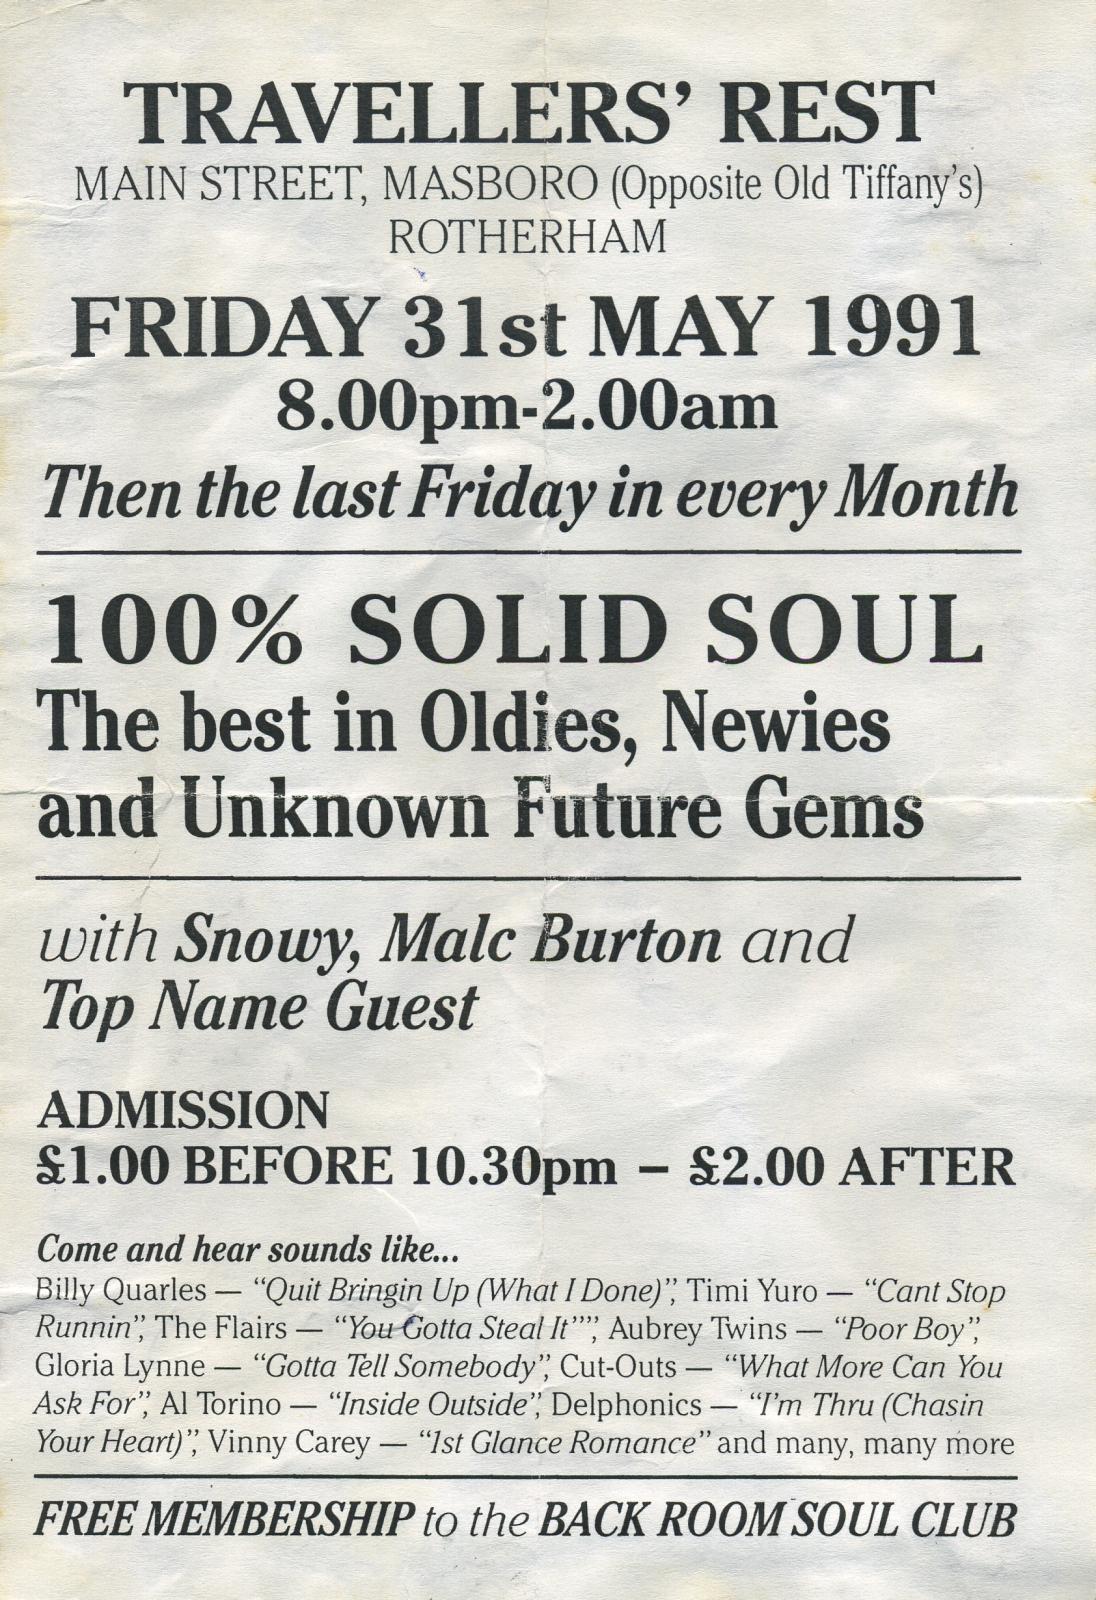 TRAVELLERS' REST
MAIN STREET, MASBORO (Opposite Old Tiffany's)
ROTHERHAM
FRIDAY 31st MAY 1991
8.00pm-2.00am
Then the last Friday in every Month
100% SOLID SOUL
The best in Oldies, Newies
and Unknown Future Gems
with Snowy, Malc Burton and
Top Name Guest
ADMISSION
£1.00 BEFORE 10.30pm – £2.00 AFTER
Come and hear sounds like...
Billy Quarles — “Quit Bringin Up (What I Done)”, Timi Yuro — “Cant Stop
Runnin”, The Flairs — “You Gotta Steal It””, Aubrey Twins — “Poor Boy”,
Gloria Lynne — “Gotta Tell Somebody”, Cut-Outs — “What More Can You
Ask For”, Al Torino — “Inside Outside”, Delphonics — “I'm Thru (Chasin
Your Heart)”, Vinny Carey — “1st Glance Romance” and many, many more
FREE MEMBERSHIP to the BACK ROOM SOUL CLUB